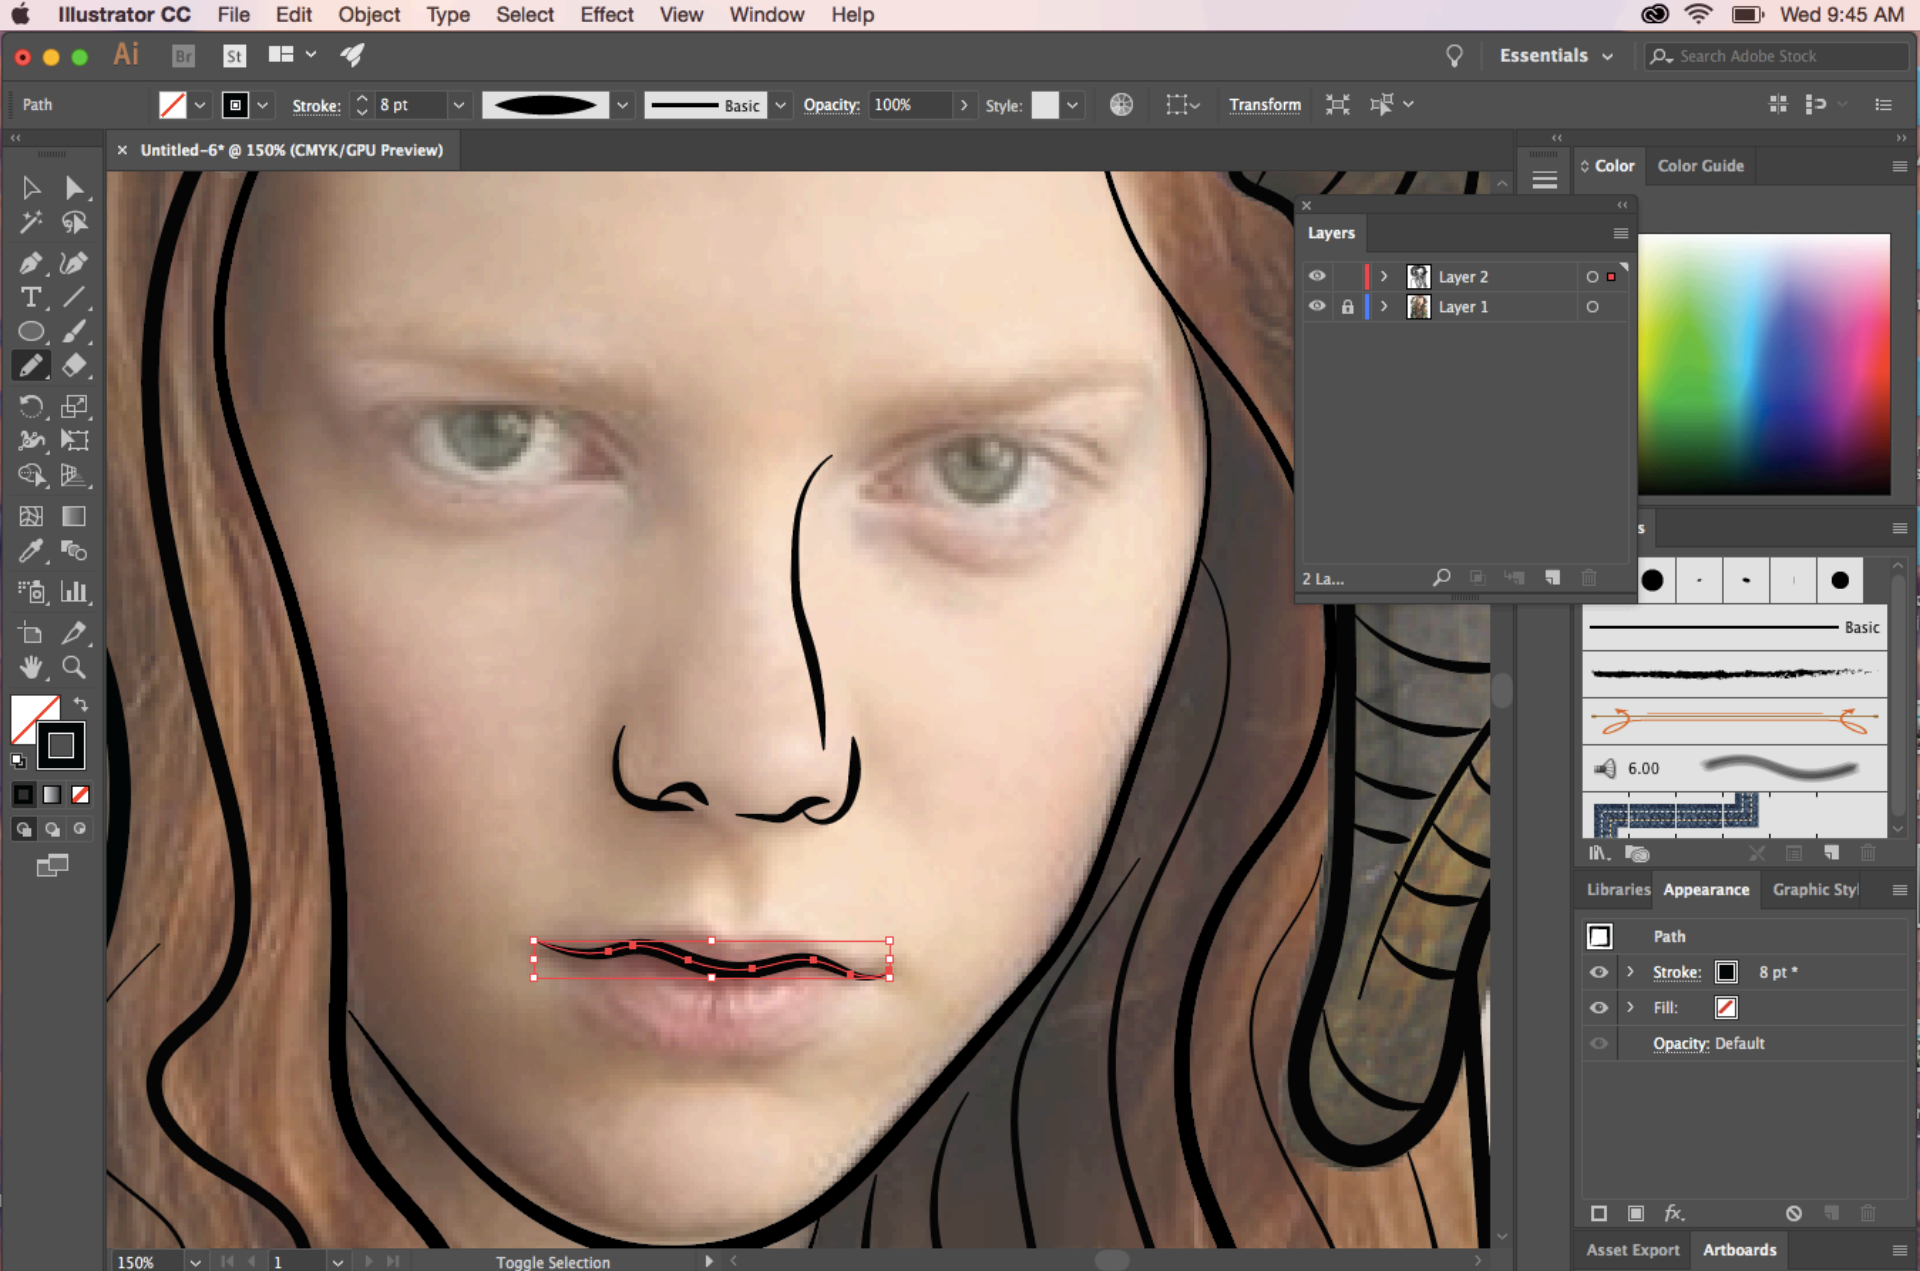 Illustrator CC File Edit Object Type Select Effect View Window Help Wed 9:45 AM
Ai Br St Essentials Search Adobe Stock
Path Stroke: 8 pt Basic Opacity: 100% Style: Transform
× Untitled-6* @ 150% (CMYK/GPU Preview)
Color Color Guide
Layers
Layer 2
Layer 1
2 La...
s
Basic
6.00
Libraries Appearance Graphic Styl
Path
Stroke: 8 pt *
Fill:
Opacity: Default
fx.
Asset Export Artboards
150% 1 Toggle Selection